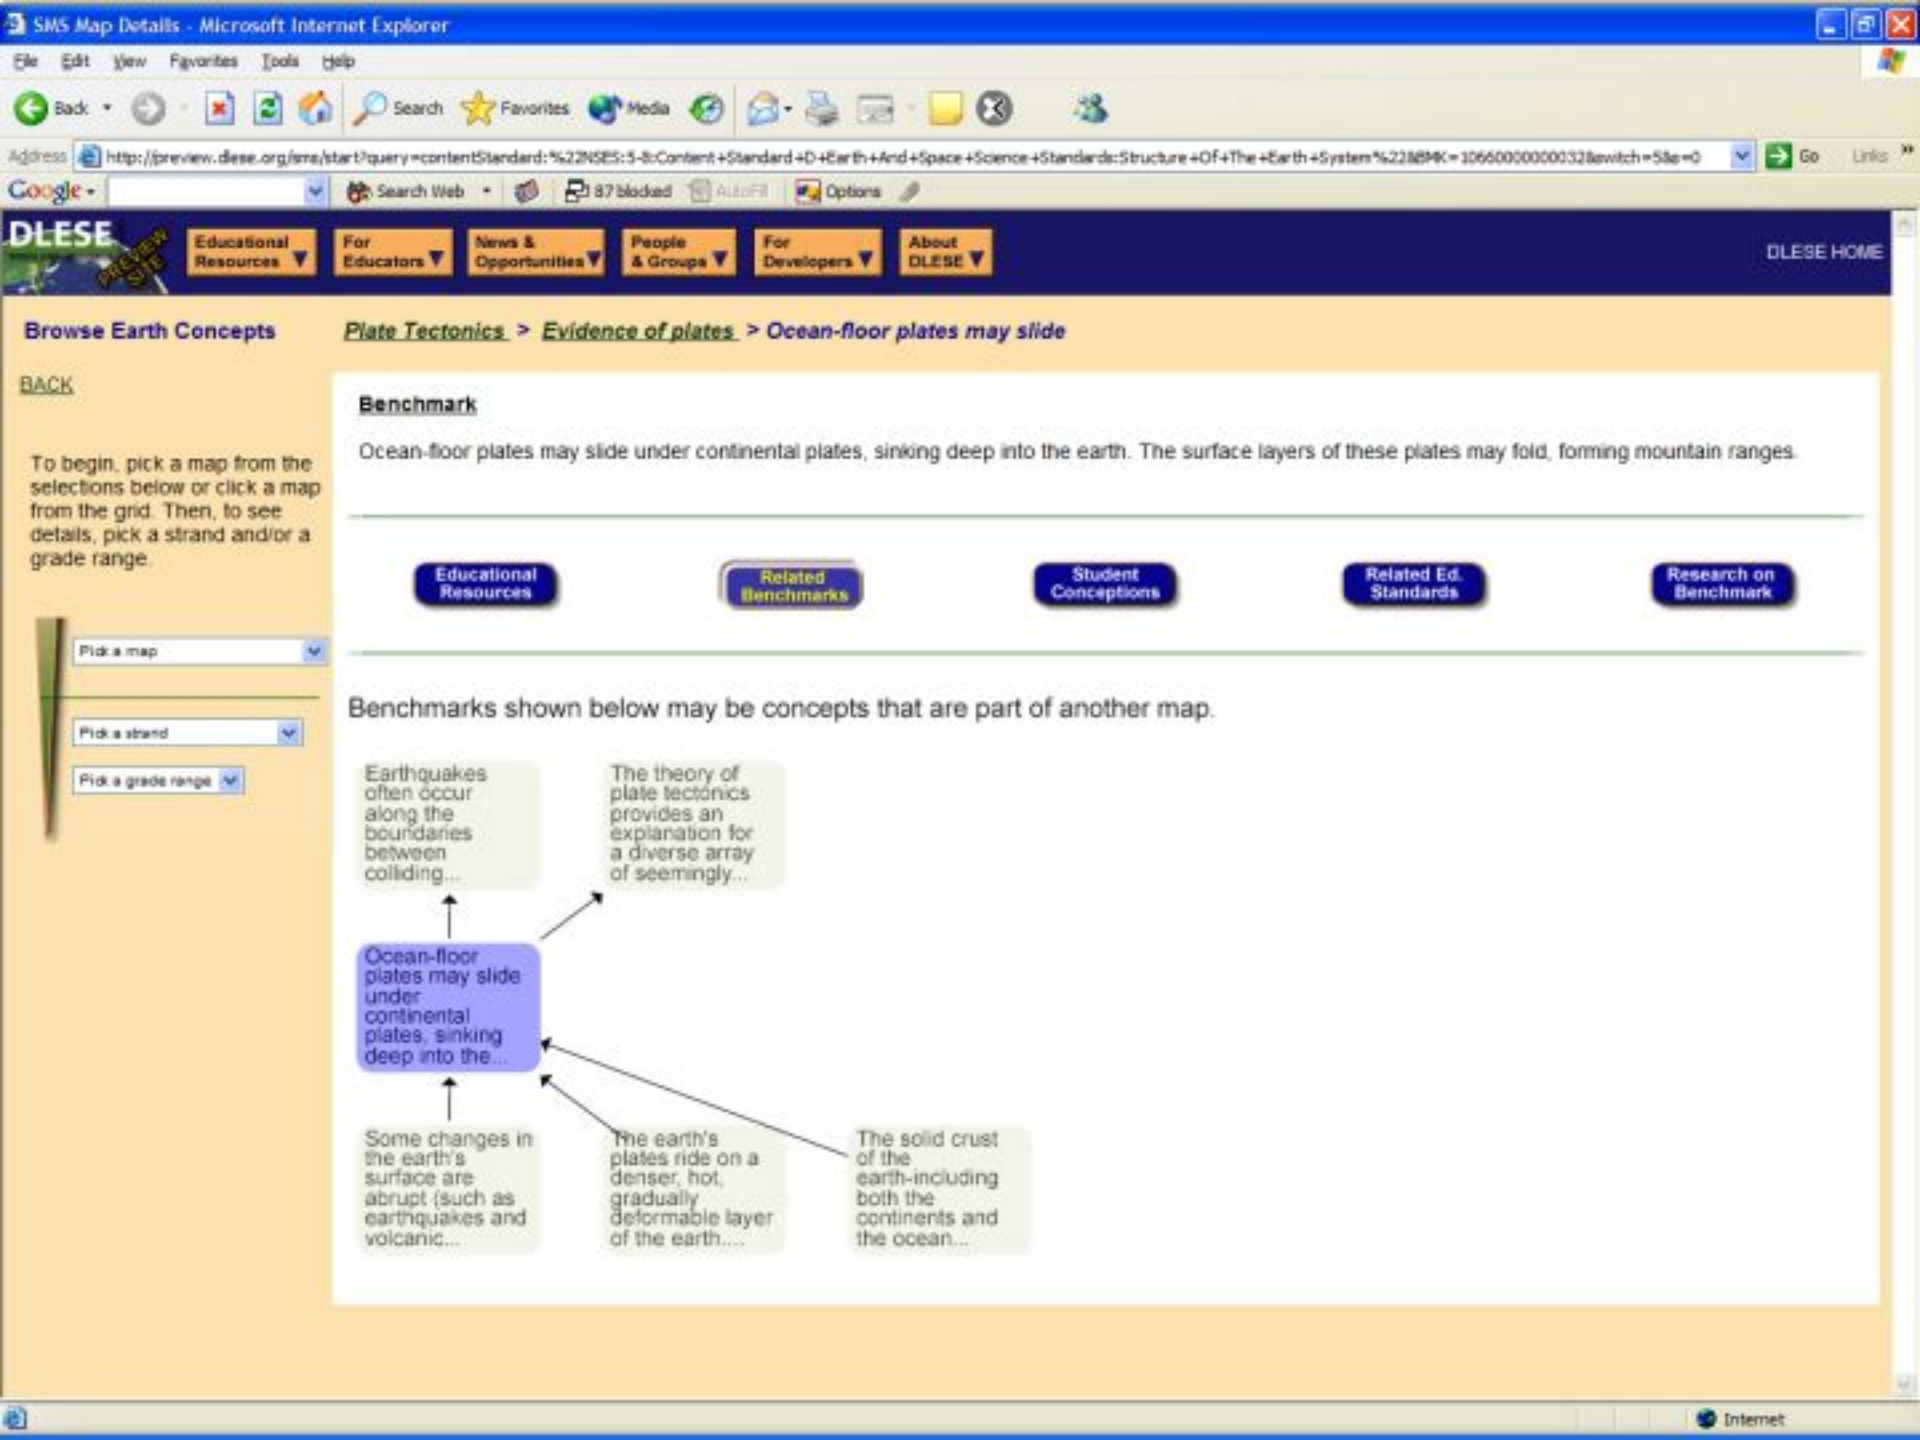 SMS Map Details - Microsoft Internet Explorer
File Edit View Favorites Tools Help
Back Search Favorites Media
Address http://preview.dlese.org/sms/start?query=contentStandard:%22NSES:5-8:Content+Standard+D+Earth+And+Space+Science+Standards:Structure+Of+The+Earth+System%22&BMK=1066000000032&switch=5&s=0 Go Links »
Google Search Web 87 blocked AutoFill Options
DLESE
PREVIEW SITE
Educational Resources
For Educators
News & Opportunities
People & Groups
For Developers
About DLESE
DLESE HOME
Browse Earth Concepts
BACK
To begin, pick a map from the
selections below or click a map
from the grid. Then, to see
details, pick a strand and/or a
grade range.
Pick a map
Pick a strand
Pick a grade range
Plate Tectonics > Evidence of plates > Ocean-floor plates may slide
Benchmark
Ocean-floor plates may slide under continental plates, sinking deep into the earth. The surface layers of these plates may fold, forming mountain ranges.
Educational
Resources
Related
Benchmarks
Student
Conceptions
Related Ed.
Standards
Research on
Benchmark
Benchmarks shown below may be concepts that are part of another map.
Earthquakes
often occur
along the
boundaries
between
colliding...
The theory of
plate tectonics
provides an
explanation for
a diverse array
of seemingly...
Ocean-floor
plates may slide
under
continental
plates, sinking
deep into the...
Some changes in
the earth's
surface are
abrupt (such as
earthquakes and
volcanic...
The earth's
plates ride on a
denser, hot,
gradually
deformable layer
of the earth....
The solid crust
of the
earth-including
both the
continents and
the ocean...
Internet